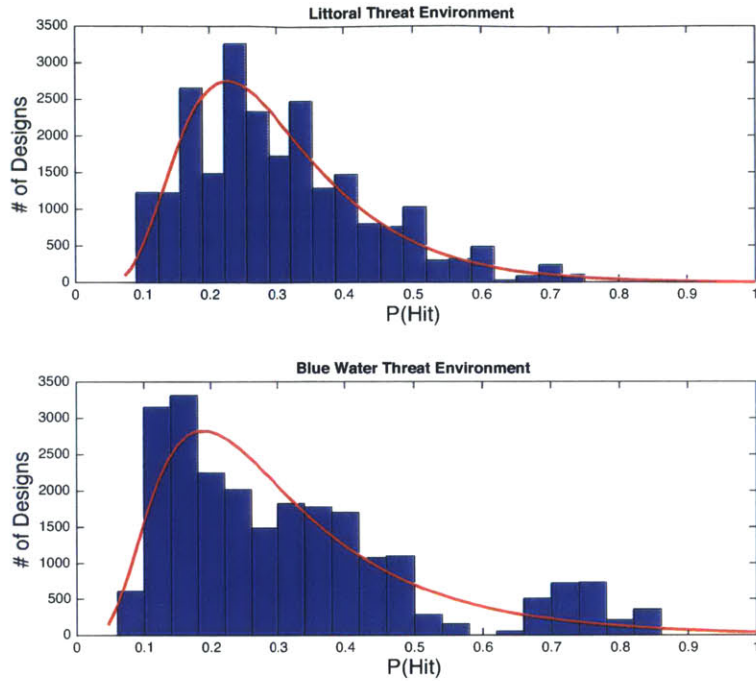 Littoral Threat Environment
3500
3000
2500
2000
1500
1000
500
0
# of Designs
0 0.1 0.2 0.3 0.4 0.5 0.6 0.7 0.8 0.9 1
P(Hit)
Blue Water Threat Environment
3500
3000
2500
2000
1500
1000
500
0
# of Designs
0 0.1 0.2 0.3 0.4 0.5 0.6 0.7 0.8 0.9 1
P(Hit)